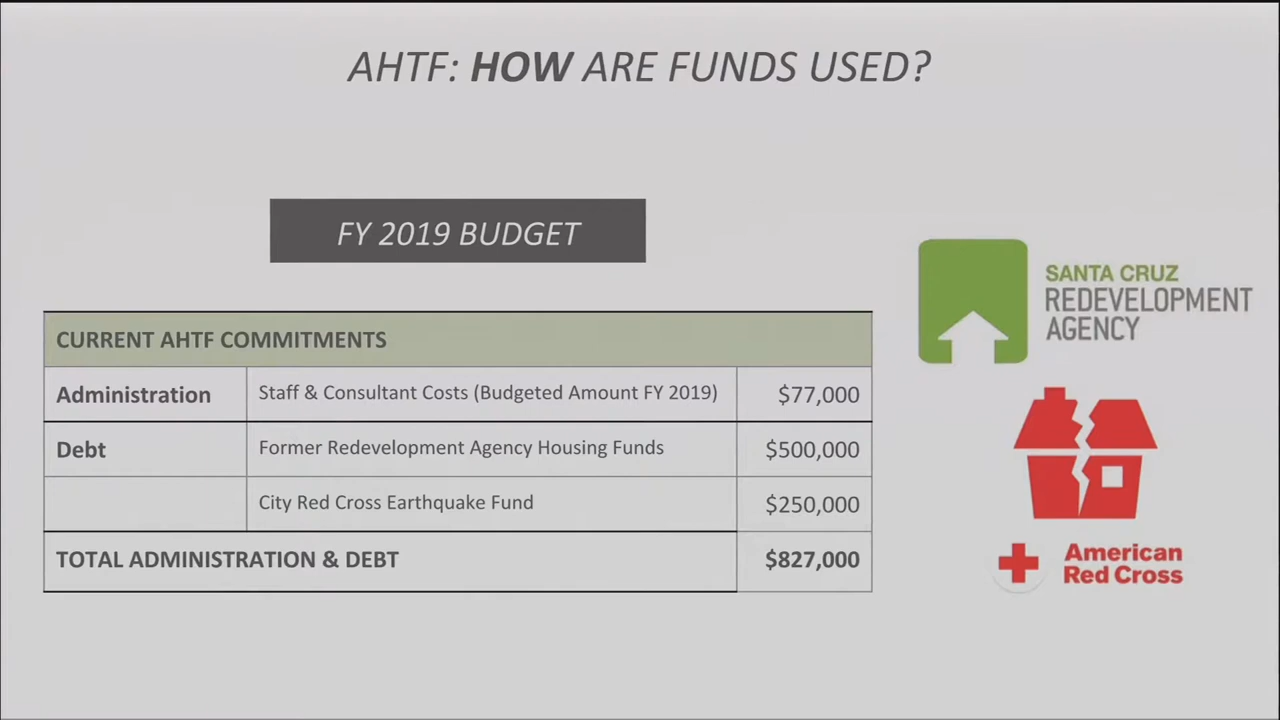 AHTF: HOW ARE FUNDS USED?
FY 2019 BUDGET
CURRENT AHTF COMMITMENTS
Administration Staff & Consultant Costs (Budgeted Amount FY 2019) $77,000
Debt Former Redevelopment Agency Housing Funds $500,000
City Red Cross Earthquake Fund $250,000
TOTAL ADMINISTRATION & DEBT $827,000
SANTA CRUZ
REDEVELOPMENT
AGENCY
American
Red Cross